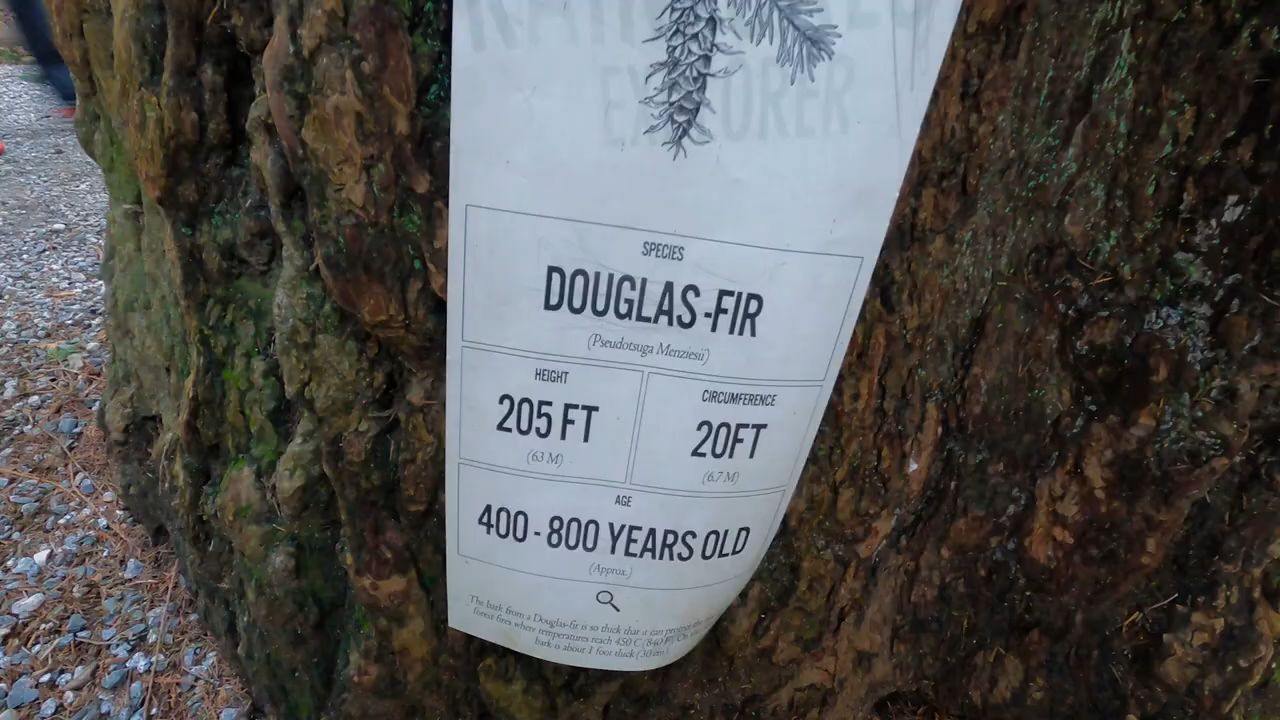 EXPLORER
SPECIES
DOUGLAS-FIR
(Pseudotsuga Menziesii)
HEIGHT
205 FT
(63 M)
CIRCUMFERENCE
20FT
(6.7 M)
AGE
400 - 800 YEARS OLD
(Approx.)
The bark from a Douglas-fir is so thick that it can protect
forest fires where temperatures reach 450 C (840 F).
bark is about 1 foot thick (30 cm)